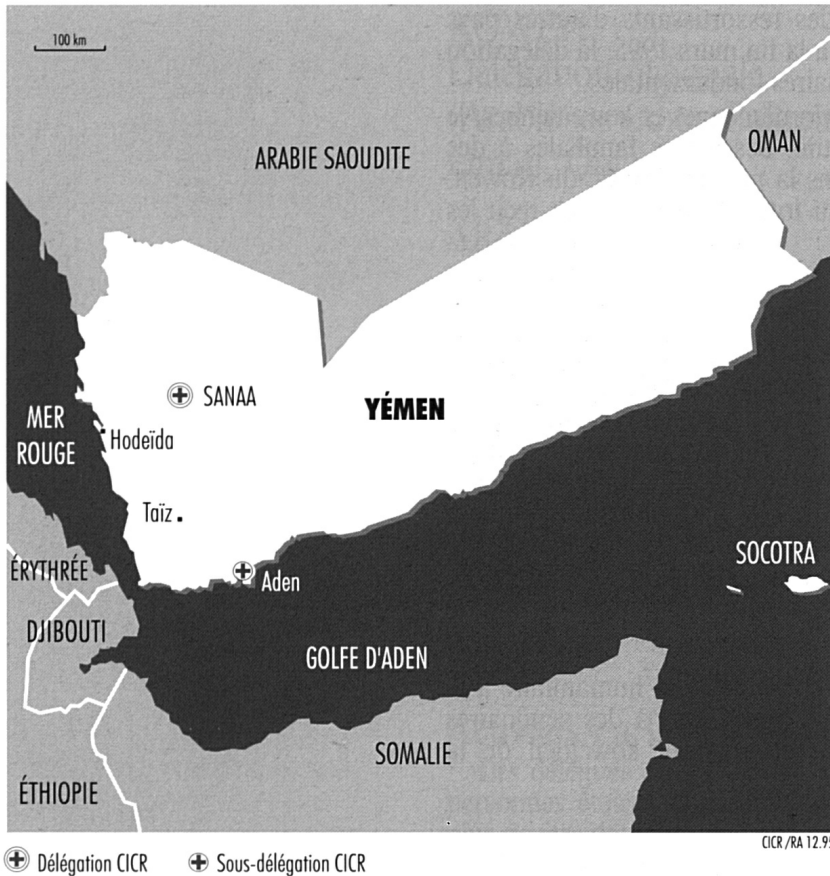 100 km
ARABIE SAOUDITE
OMAN
SANAA
YÉMEN
MER
ROUGE
Hodeïda
Taïz
ÉRYTHRÉE
Aden
SOCOTRA
DJIBOUTI
GOLFE D'ADEN
SOMALIE
ÉTHIOPIE
CICR/RA 12.95
Délégation CICR
Sous-délégation CICR